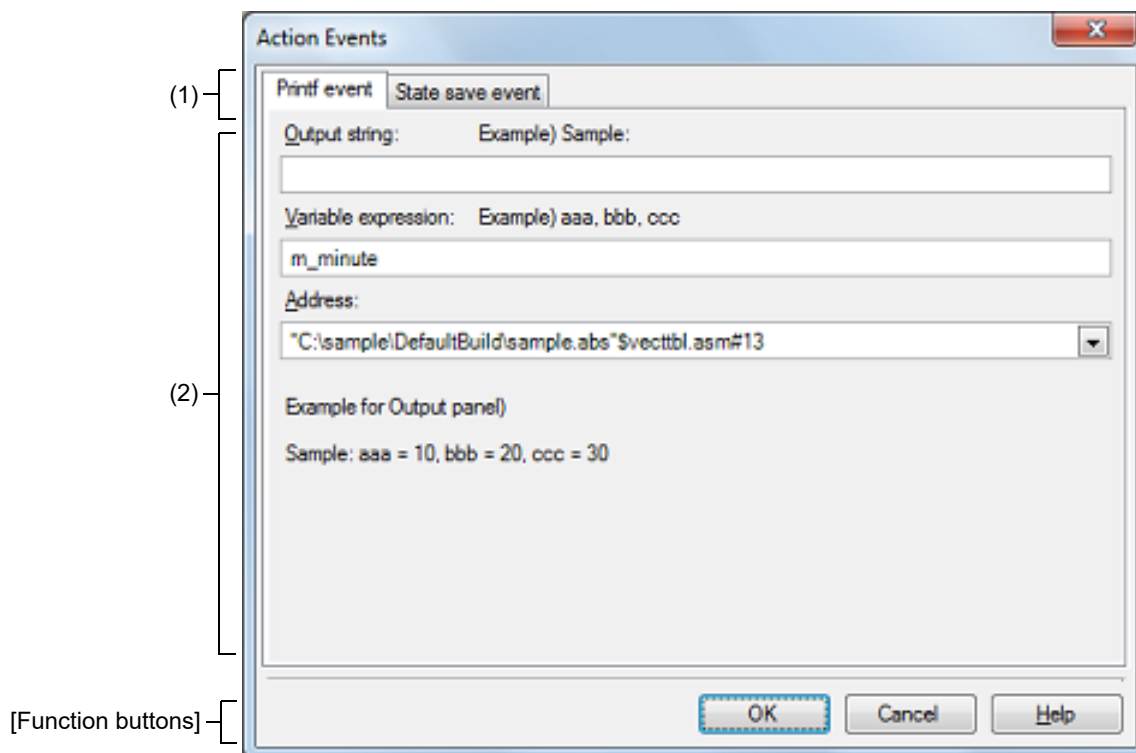 Action Events
(1)
Printf event State save event
Output string: Example) Sample:
Variable expression: Example) aaa, bbb, ccc
m_minute
Address:
"C:\sample\DefaultBuild\sample.abs"$vecttbl.asm#13
(2)
Example for Output panel)
Sample: aaa = 10, bbb = 20, ccc = 30
[Function buttons]
OK Cancel Help